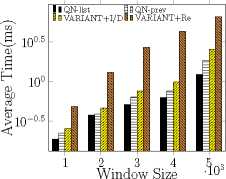 QN-list QN-prev
VARIANT+I/D VARIANT+Re
Average Time(ms)
10^0.5
10^0
10^−0.5
1 2 3 4 5
·10^3
Window Size